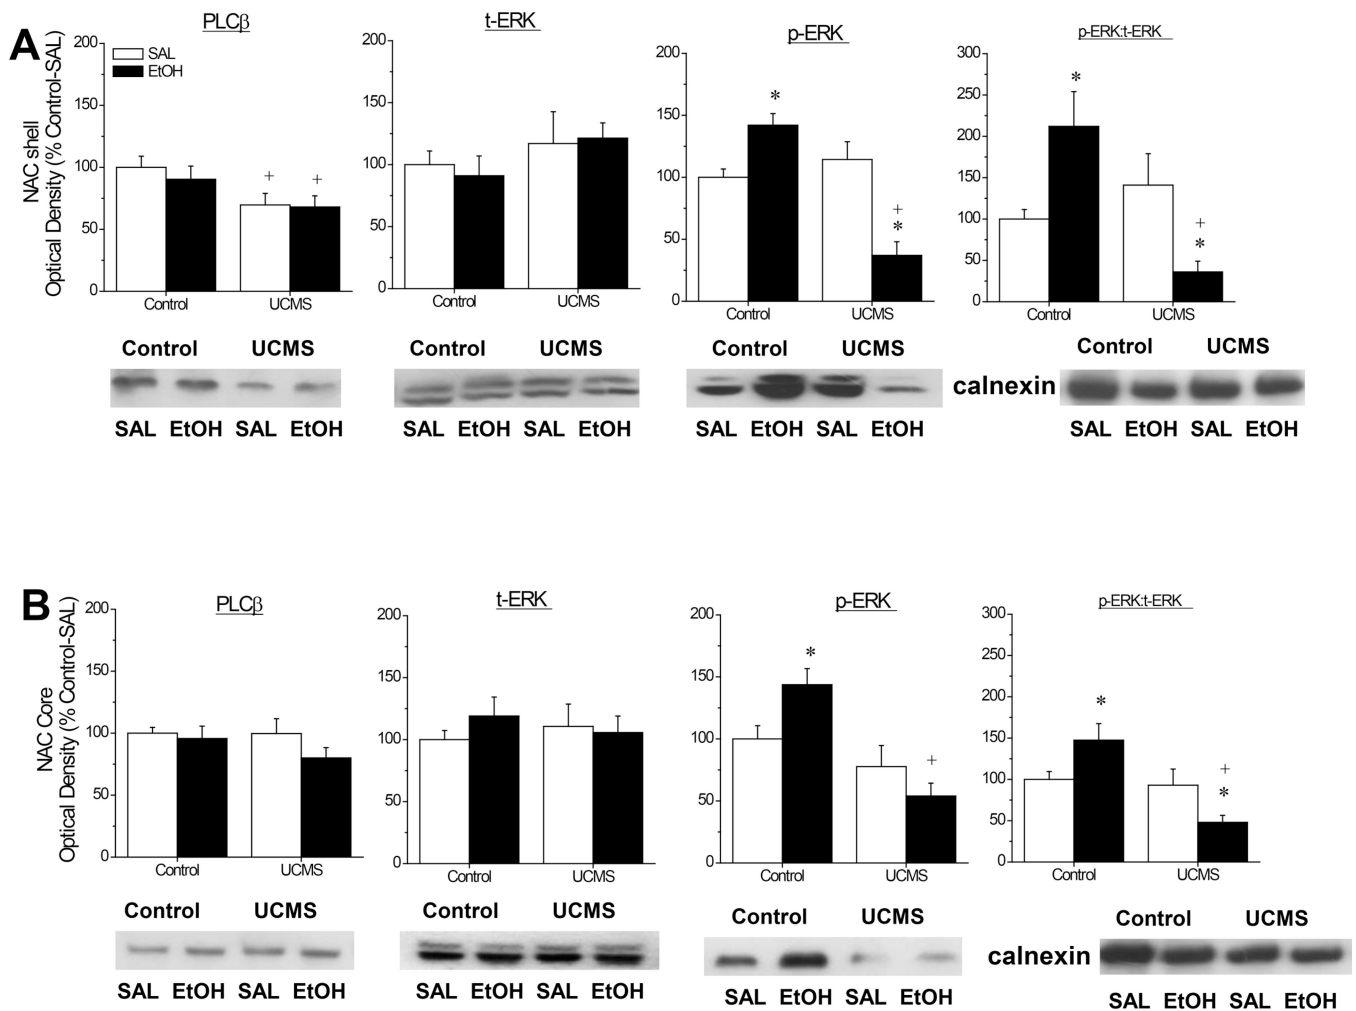 A
PLCβ
t-ERK
p-ERK
p-ERK:t-ERK
NAC shell
Optical Density (% Control-SAL)
SAL
EtOH
200
150
100
50
0
+ +
Control UCMS
200
150
100
50
0
Control UCMS
200
150
100
50
0
*
+
*
Control UCMS
300
250
200
150
100
50
0
*
+
*
Control UCMS
Control UCMS
SAL EtOH SAL EtOH
Control UCMS
SAL EtOH SAL EtOH
Control UCMS
SAL EtOH SAL EtOH
Control UCMS
calnexin
SAL EtOH SAL EtOH
B
PLCβ
t-ERK
p-ERK
p-ERK:t-ERK
NAC Core
Optical Density (% Control-SAL)
200
150
100
50
0
Control UCMS
200
150
100
50
0
Control UCMS
200
150
100
50
0
*
+
Control UCMS
300
250
200
150
100
50
0
*
+
*
Control UCMS
Control UCMS
SAL EtOH SAL EtOH
Control UCMS
SAL EtOH SAL EtOH
Control UCMS
SAL EtOH SAL EtOH
Control UCMS
calnexin
SAL EtOH SAL EtOH